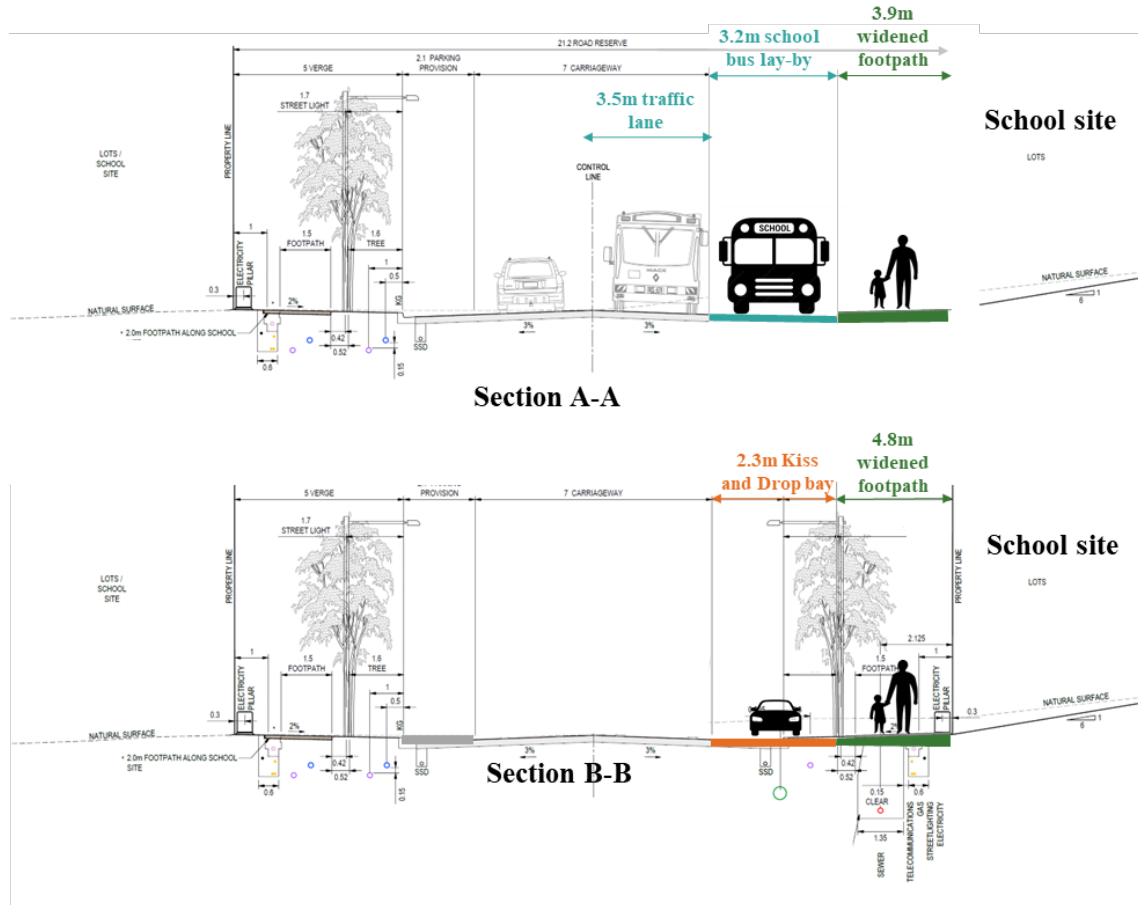 3.9m
widened
footpath
3.2m school
bus lay-by
21.2 ROAD RESERVE
2.1 PARKING
PROVISION
5 VERGE
7 CARRIAGEWAY
1.7
STREET LIGHT
3.5m traffic
lane
School site
LOTS /
SCHOOL
SITE
PROPERTY LINE
CONTROL
LINE
LOTS
SCHOOL
1
1.5
FOOTPATH
1.6
TREE
1
0.5
ELECTRICITY
PILLAR
KG
0.3
NATURAL SURFACE
2%
NATURAL SURFACE
1
6
* 2.0m FOOTPATH ALONG SCHOOL
3%
3%
SSD
0.42
0.52
0.15
0.6
Section A-A
4.8m
widened
footpath
2.3m Kiss
and Drop bay
5 VERGE
PROVISION
7 CARRIAGEWAY
1.7
STREET LIGHT
School site
LOTS /
SCHOOL
SITE
PROPERTY LINE
PROPERTY LINE
LOTS
2.125
1
1.5
FOOTPATH
1.6
TREE
1
0.5
1
1.5
FOOTPATH
ELECTRICITY
PILLAR
KG
ELECTRICITY
PILLAR
0.3
0.3
NATURAL SURFACE
2%
NATURAL SURFACE
1
6
* 2.0m FOOTPATH ALONG SCHOOL
SITE
3%
3%
SSD
SSD
0.42
0.52
0.15
0.6
Section B-B
0.42
0.52
0.15
CLEAR
0.6
1.35
SEWER
TELECOMMUNICATIONS
GAS
STREETLIGHTING
ELECTRICITY